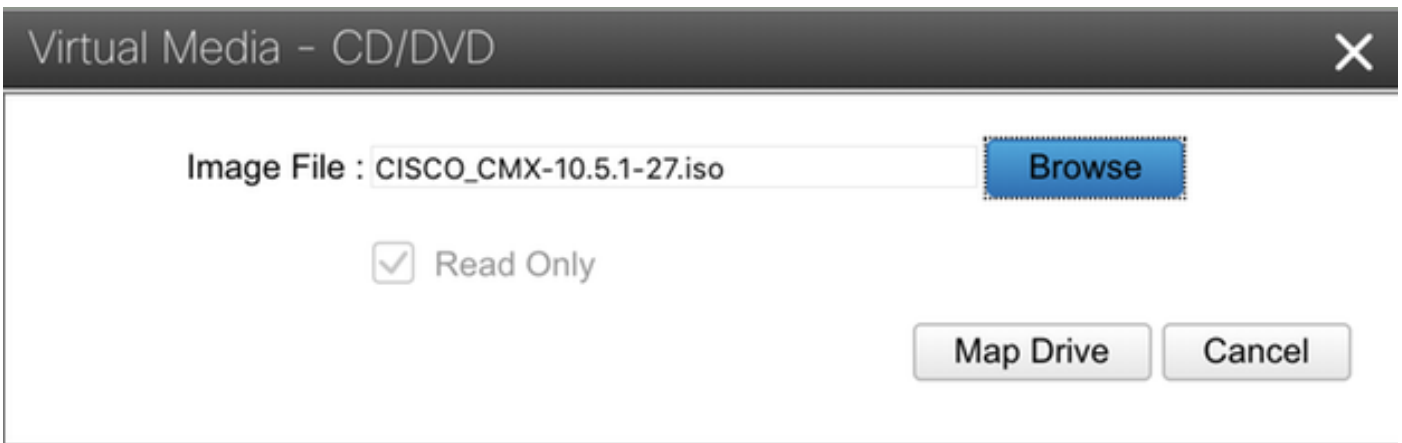 Virtual Media - CD/DVD
Image File : CISCO_CMX-10.5.1-27.iso Browse
Read Only
Map Drive Cancel